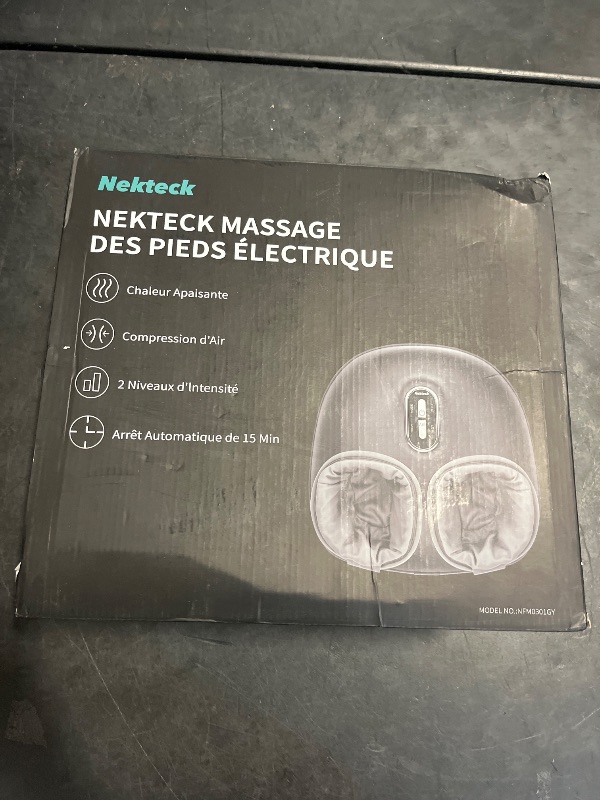 Nekteck
NEKTECK MASSAGE
DES PIEDS ÉLECTRIQUE
Chaleur Apaisante
Compression d'Air
2 Niveaux d'Intensité
Arrêt Automatique de 15 Min
MODEL NO.:NFM0301GY